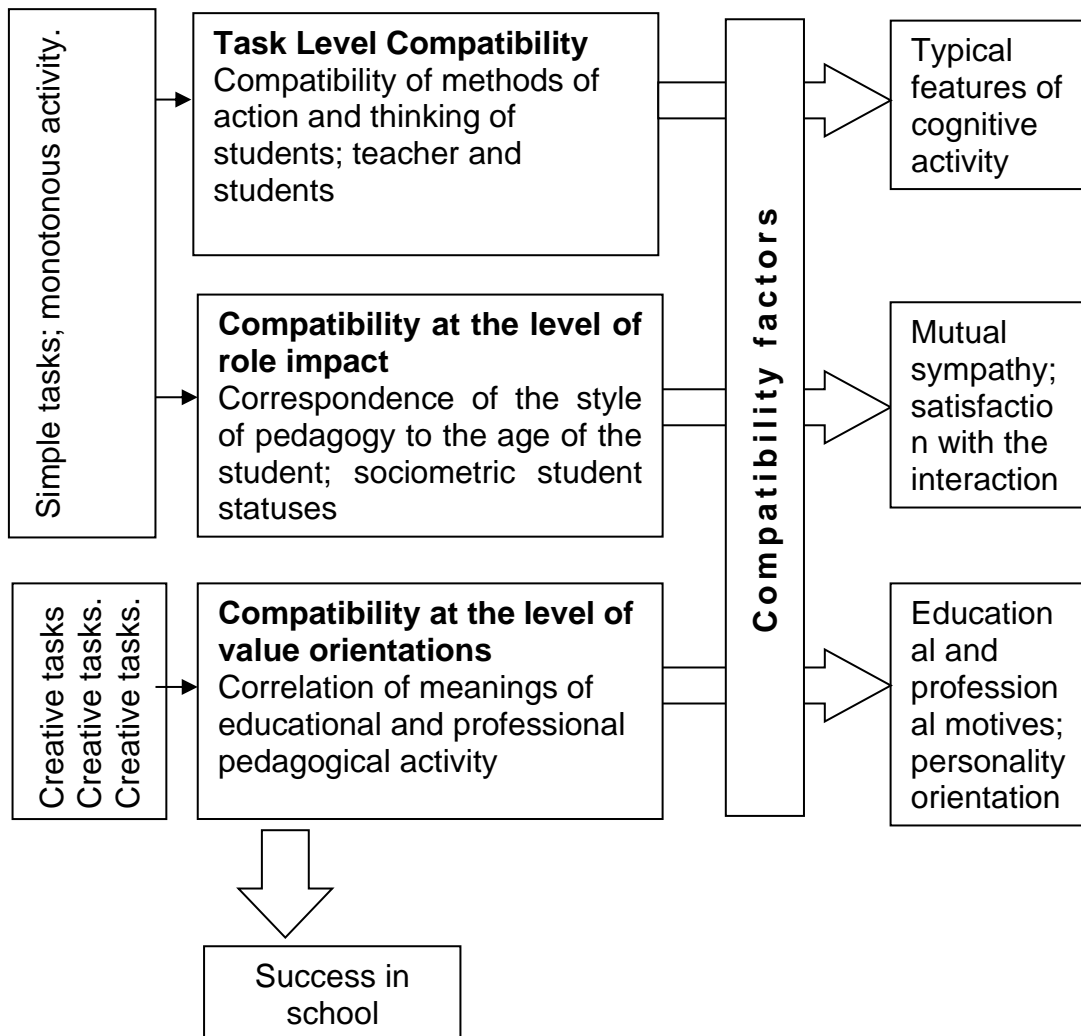 Simple tasks; monotonous activity.
Task Level Compatibility
Compatibility of methods of
action and thinking of
students; teacher and
students
Compatibility factors
Typical
features of
cognitive
activity
Compatibility at the level of
role impact
Correspondence of the style
of pedagogy to the age of the
student; sociometric student
statuses
Mutual
sympathy;
satisfactio
n with the
interaction
Creative tasks
Creative tasks.
Creative tasks.
Compatibility at the level of
value orientations
Correlation of meanings of
educational and professional
pedagogical activity
Education
al and
profession
al motives;
personality
orientation
Success in
school